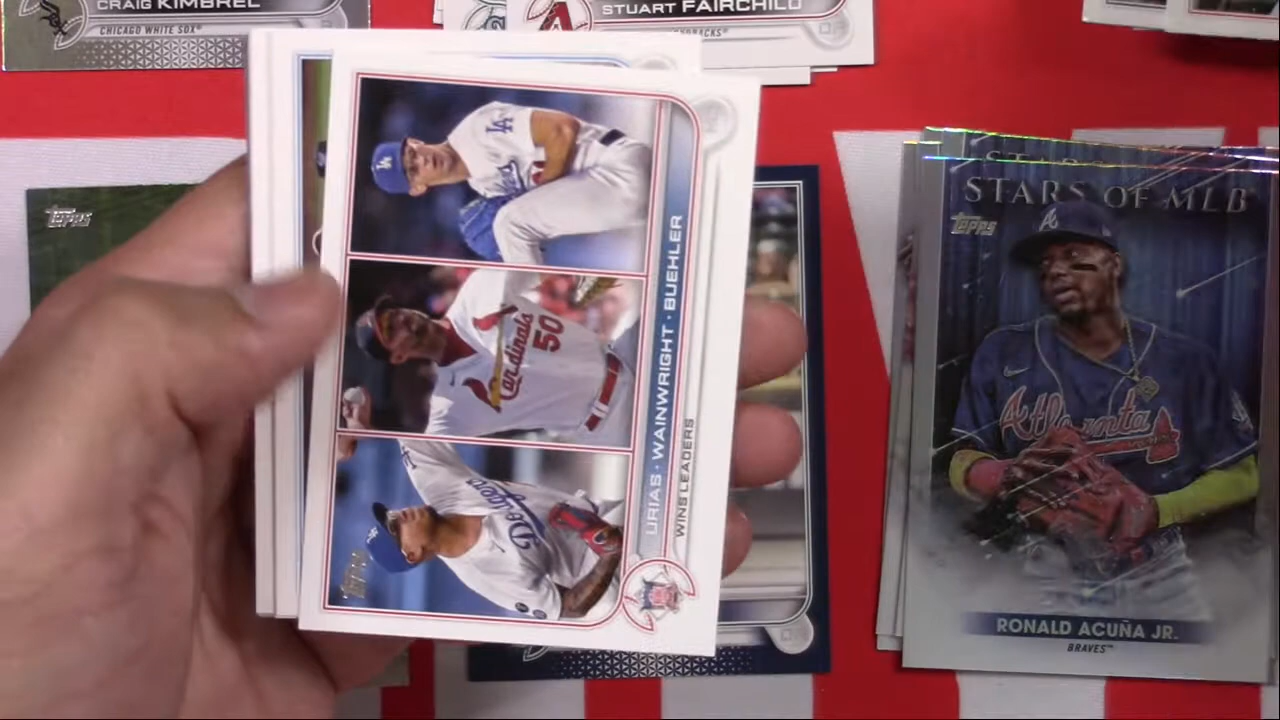 CRAIG KIMBREL
CHICAGO WHITE SOX®
STUART FAIRCHILD
TOPPS
URIAS · WAINWRIGHT · BUEHLER
WINS LEADERS
LA
Cardinals
50
Dodgers
TOPPS
STARS OF MLB
TOPPS
A
Atlanta
RONALD ACUÑA JR.
BRAVES™